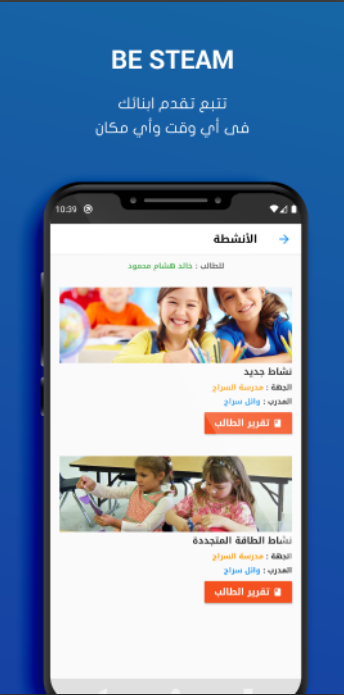 BE STEAM
تتبع تقدم ابنائك
فى أي وقت وأي مكان
10:39
الأنشطة
للطالب : خالد هشام محمود
نشاط جديد
الجهة : مدرسة السراج
المدرب : وائل سراج
تقرير الطالب
نشاط الطاقة المتجددة
الجهة : مدرسة السراج
المدرب : وائل سراج
تقرير الطالب